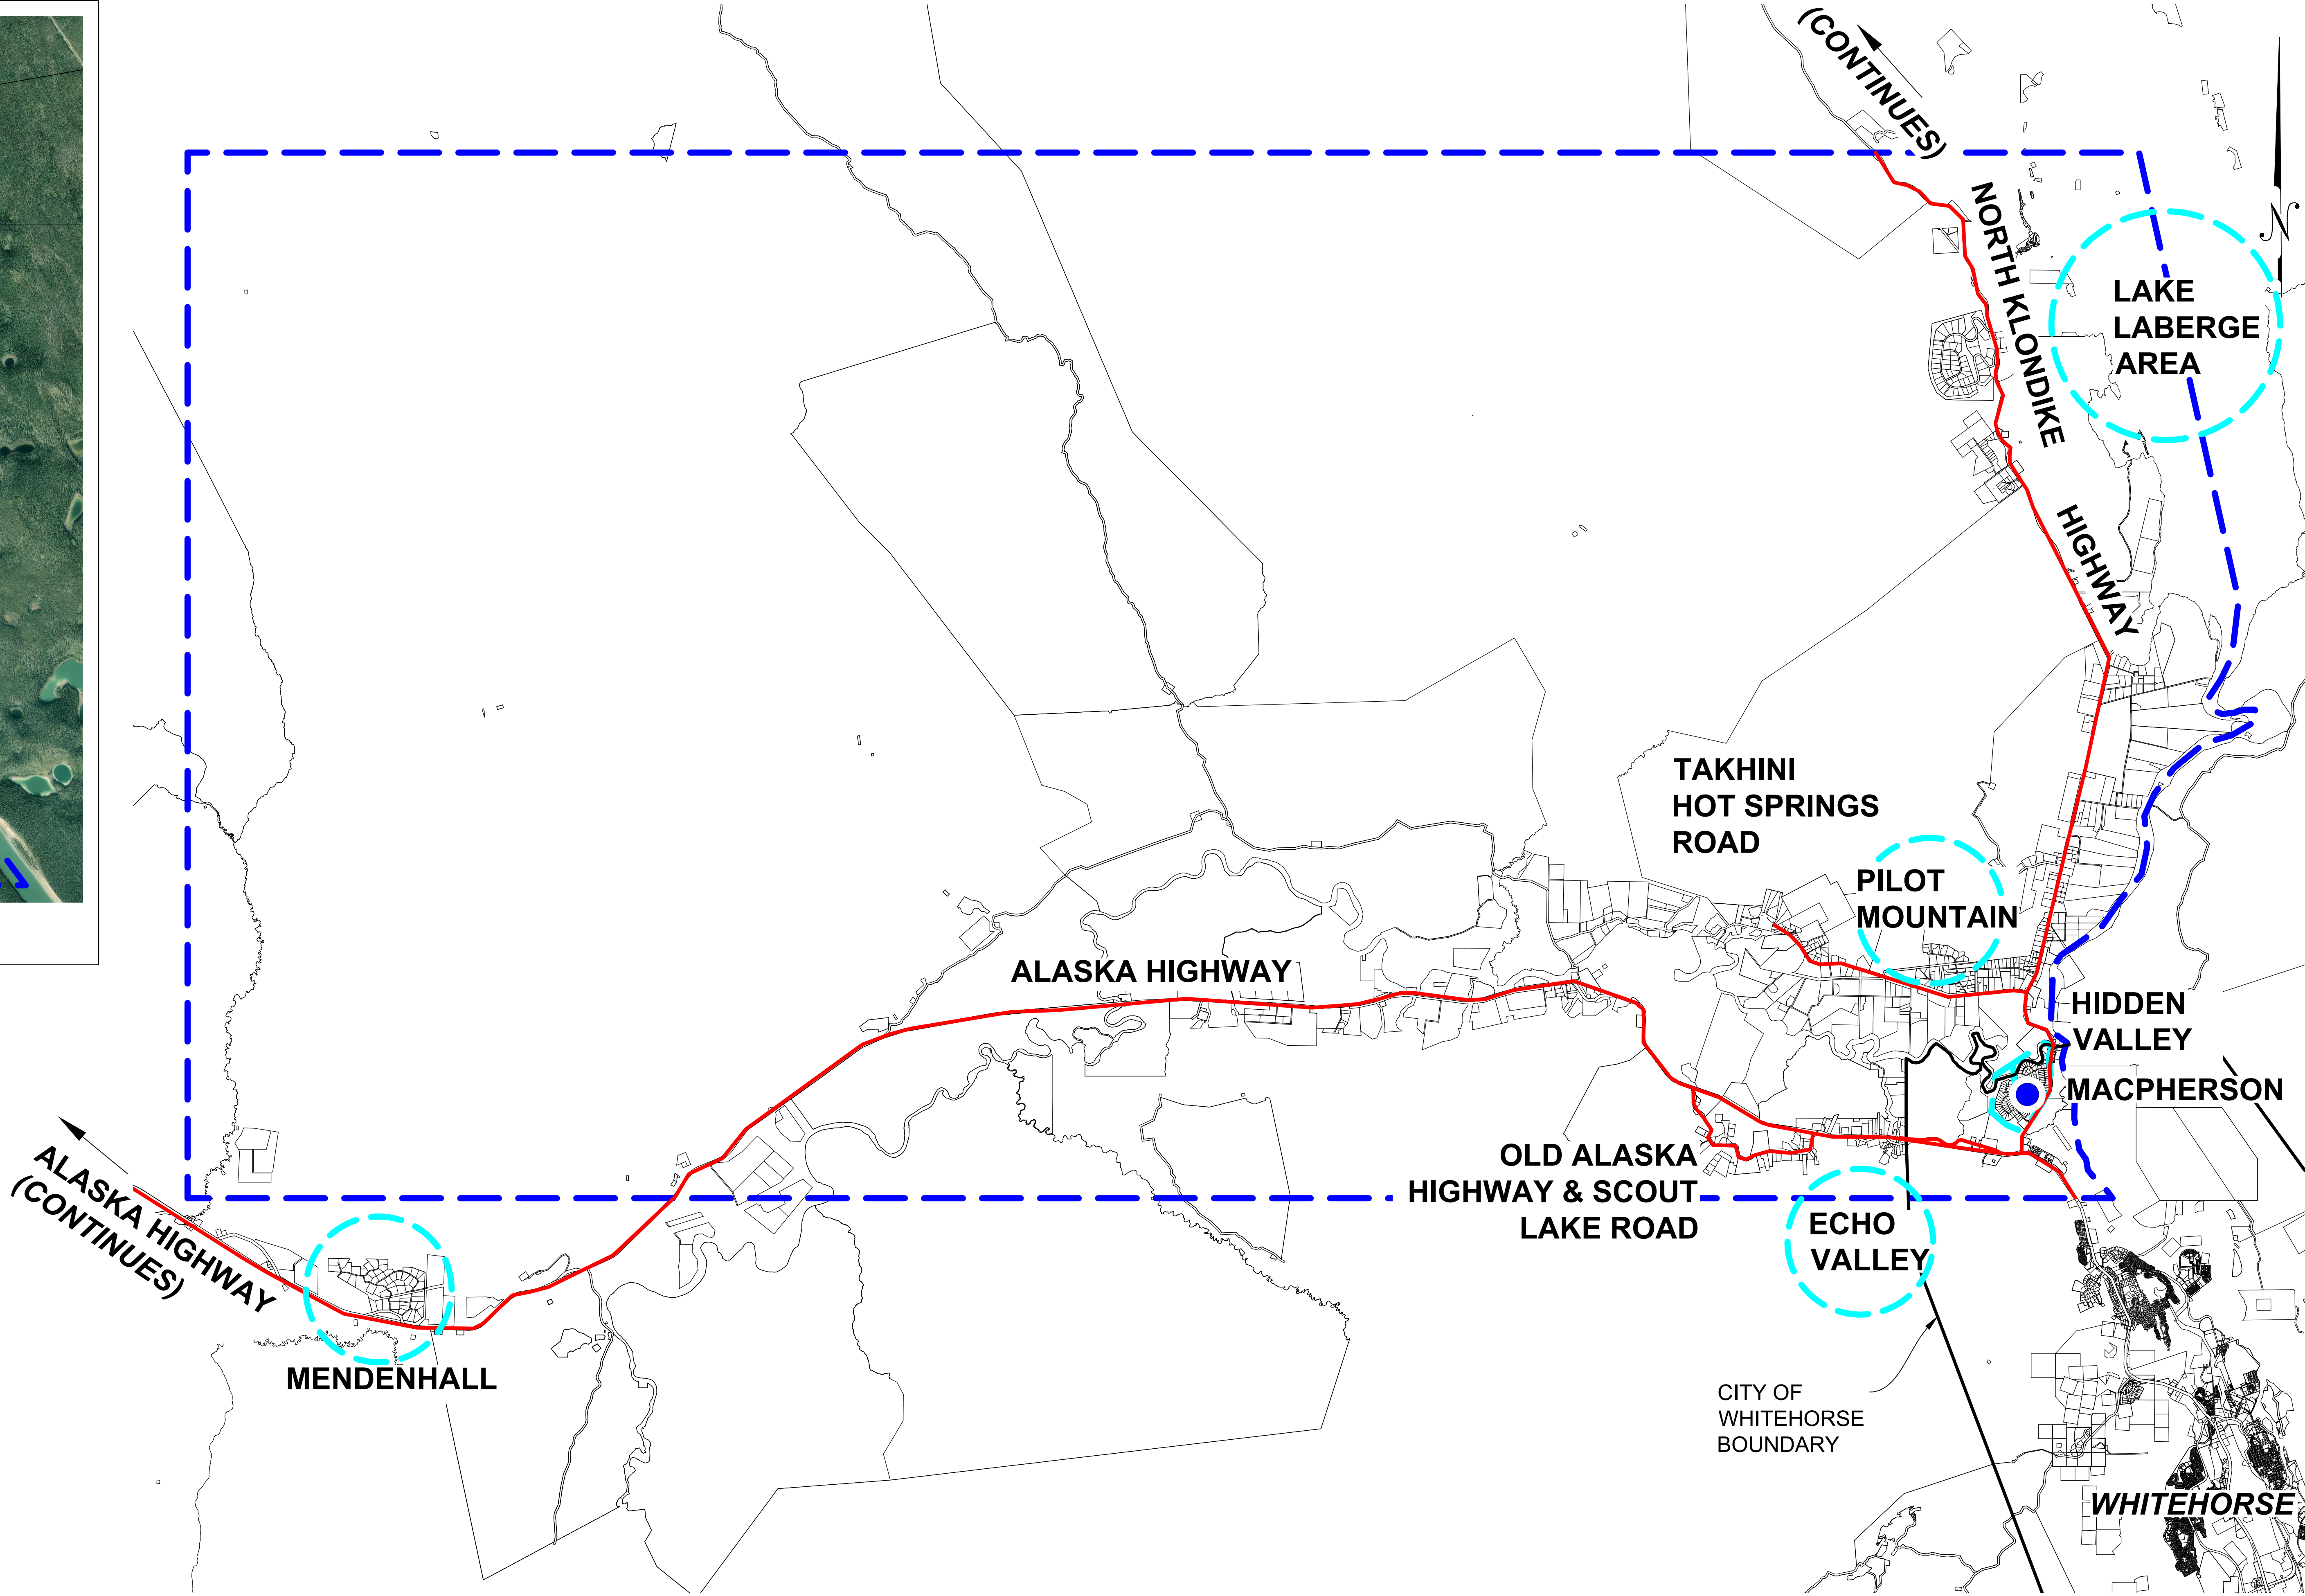 (CONTINUES)
N
NORTH KLONDIKE
HIGHWAY
LAKE
LABERGE
AREA
TAKHINI
HOT SPRINGS
ROAD
PILOT
MOUNTAIN
ALASKA HIGHWAY
HIDDEN
VALLEY
MACPHERSON
OLD ALASKA
HIGHWAY & SCOUT
LAKE ROAD
ECHO
VALLEY
ALASKA HIGHWAY
(CONTINUES)
MENDENHALL
CITY OF
WHITEHORSE
BOUNDARY
WHITEHORSE